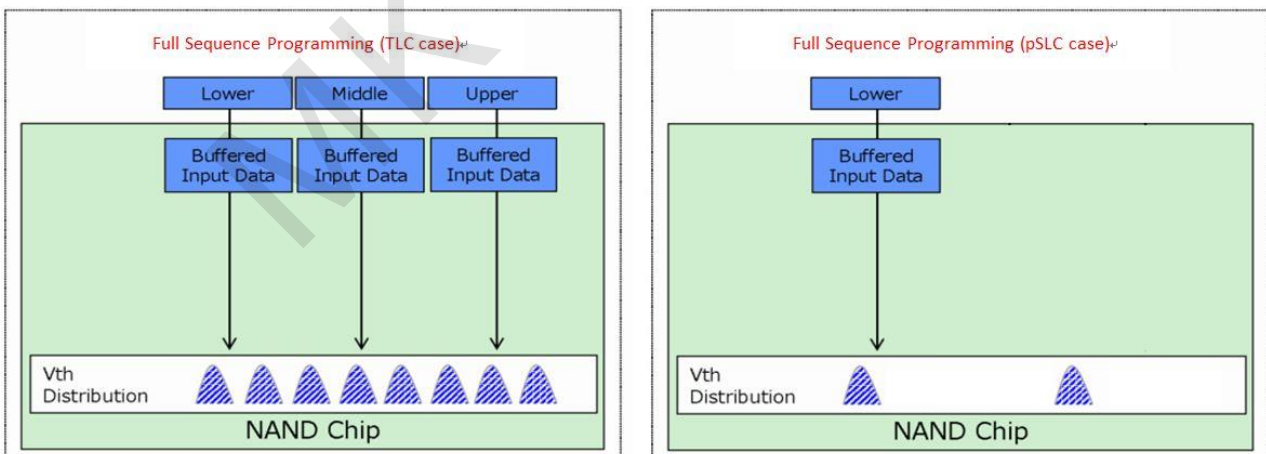 Full Sequence Programming (TLC case)↵
Lower
Middle
Upper
Buffered
Input Data
Buffered
Input Data
Buffered
Input Data
Vth
Distribution
NAND Chip
Full Sequence Programming (pSLC case)↵
Lower
Buffered
Input Data
Vth
Distribution
NAND Chip
MK